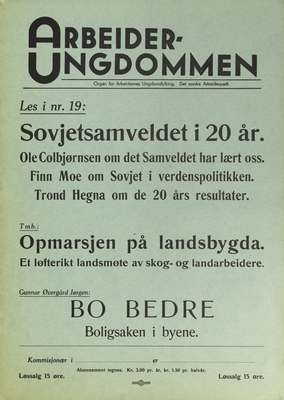 ARBEIDER-
UNGDOMMEN
Organ for Arbeidernes Ungdomsfylking. Det norske Arbeiderparti.
Les i nr. 19:
Sovjetsamveldet i 20 år.
Ole Colbjørnsen om det Samveldet har lært oss.
Finn Moe om Sovjet i verdenspolitikken.
Trond Hegna om de 20 års resultater.
Tmb.:
Opmarsjen på landsbygda.
Et løfterikt landsmøte av skog- og landarbeidere.
Gunnar Øvergård Jørgen:
BO BEDRE
Boligsaken i byene.
Kommisjonær i er
Løssalg 15 øre. Abonnement tegnes. Kr. 3.00 pr. år, kr. 1.50 pr. halvår. Løssalg 15 øre.